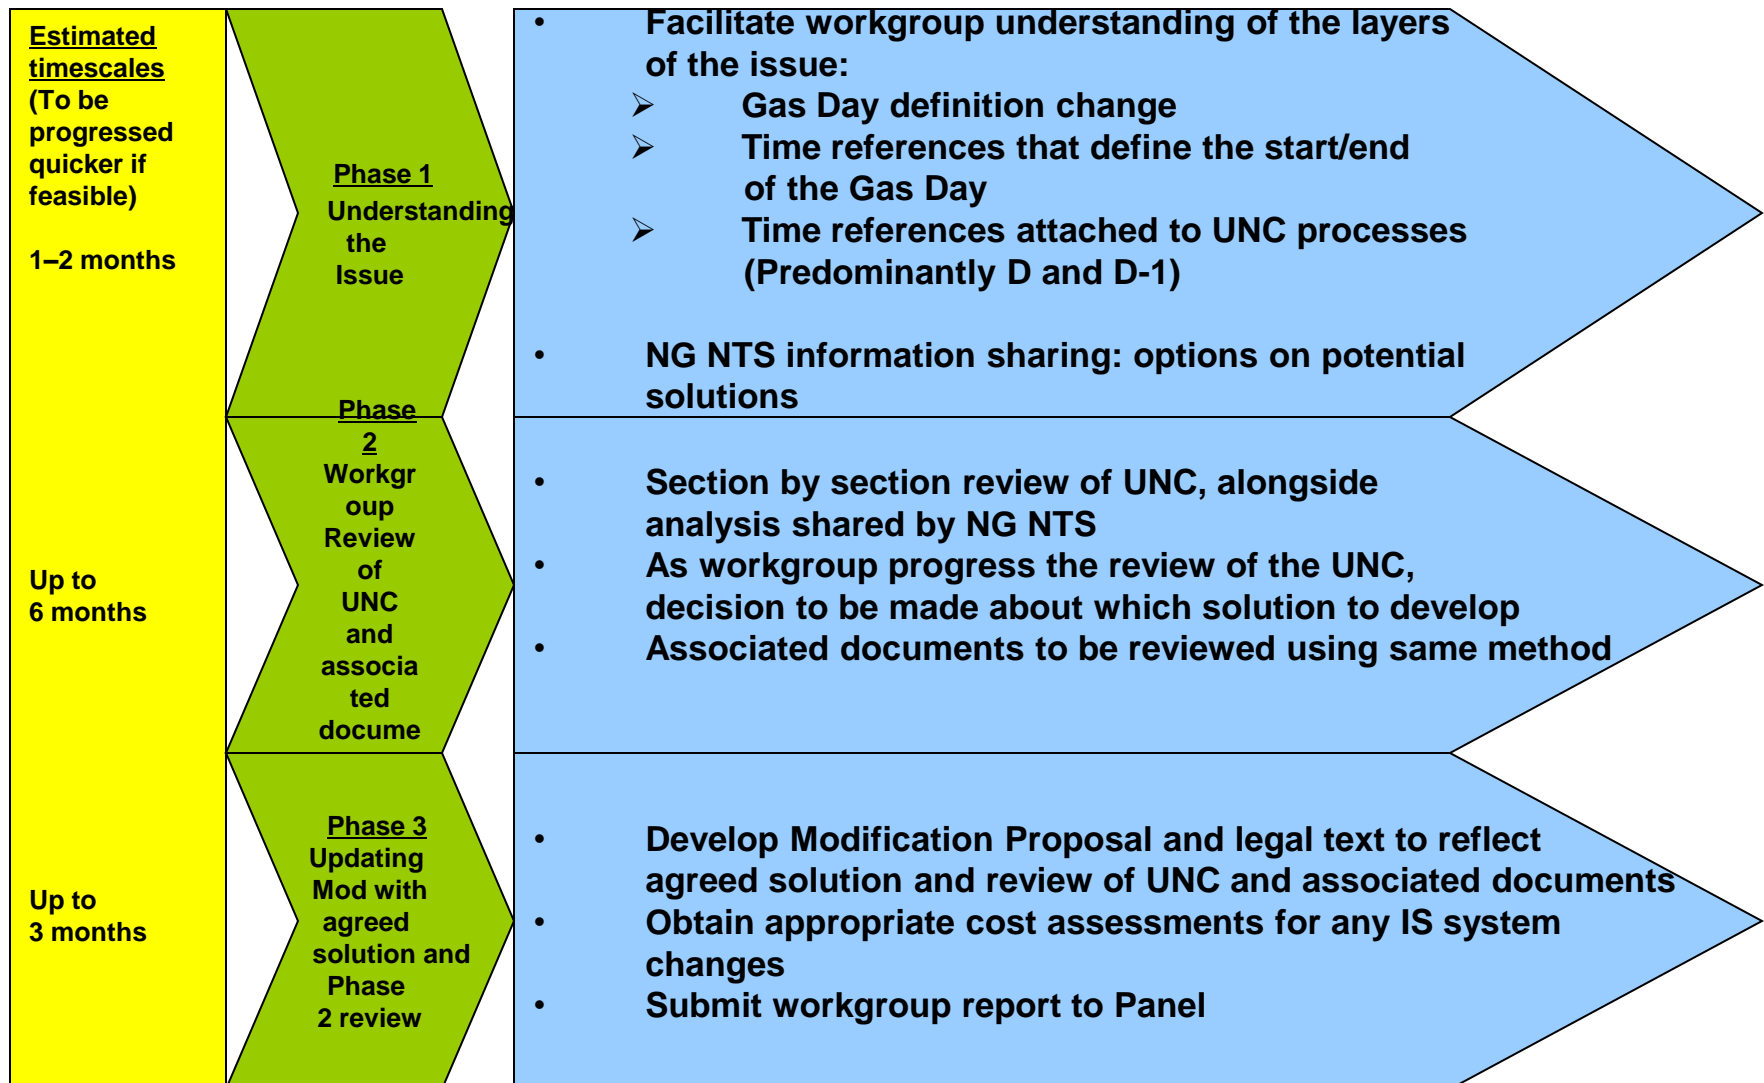 Estimated
timescales
(To be
progressed
quicker if
feasible)
1–2 months
Phase 1
Understanding
the
Issue
• Facilitate workgroup understanding of the layers
of the issue:
➢ Gas Day definition change
➢ Time references that define the start/end
of the Gas Day
➢ Time references attached to UNC processes
(Predominantly D and D-1)
• NG NTS information sharing: options on potential
solutions
Up to
6 months
Phase
2
Workgr
oup
Review
of
UNC
and
associa
ted
docume
• Section by section review of UNC, alongside
analysis shared by NG NTS
• As workgroup progress the review of the UNC,
decision to be made about which solution to develop
• Associated documents to be reviewed using same method
Up to
3 months
Phase 3
Updating
Mod with
agreed
solution and
Phase
2 review
• Develop Modification Proposal and legal text to reflect
agreed solution and review of UNC and associated documents
• Obtain appropriate cost assessments for any IS system
changes
• Submit workgroup report to Panel